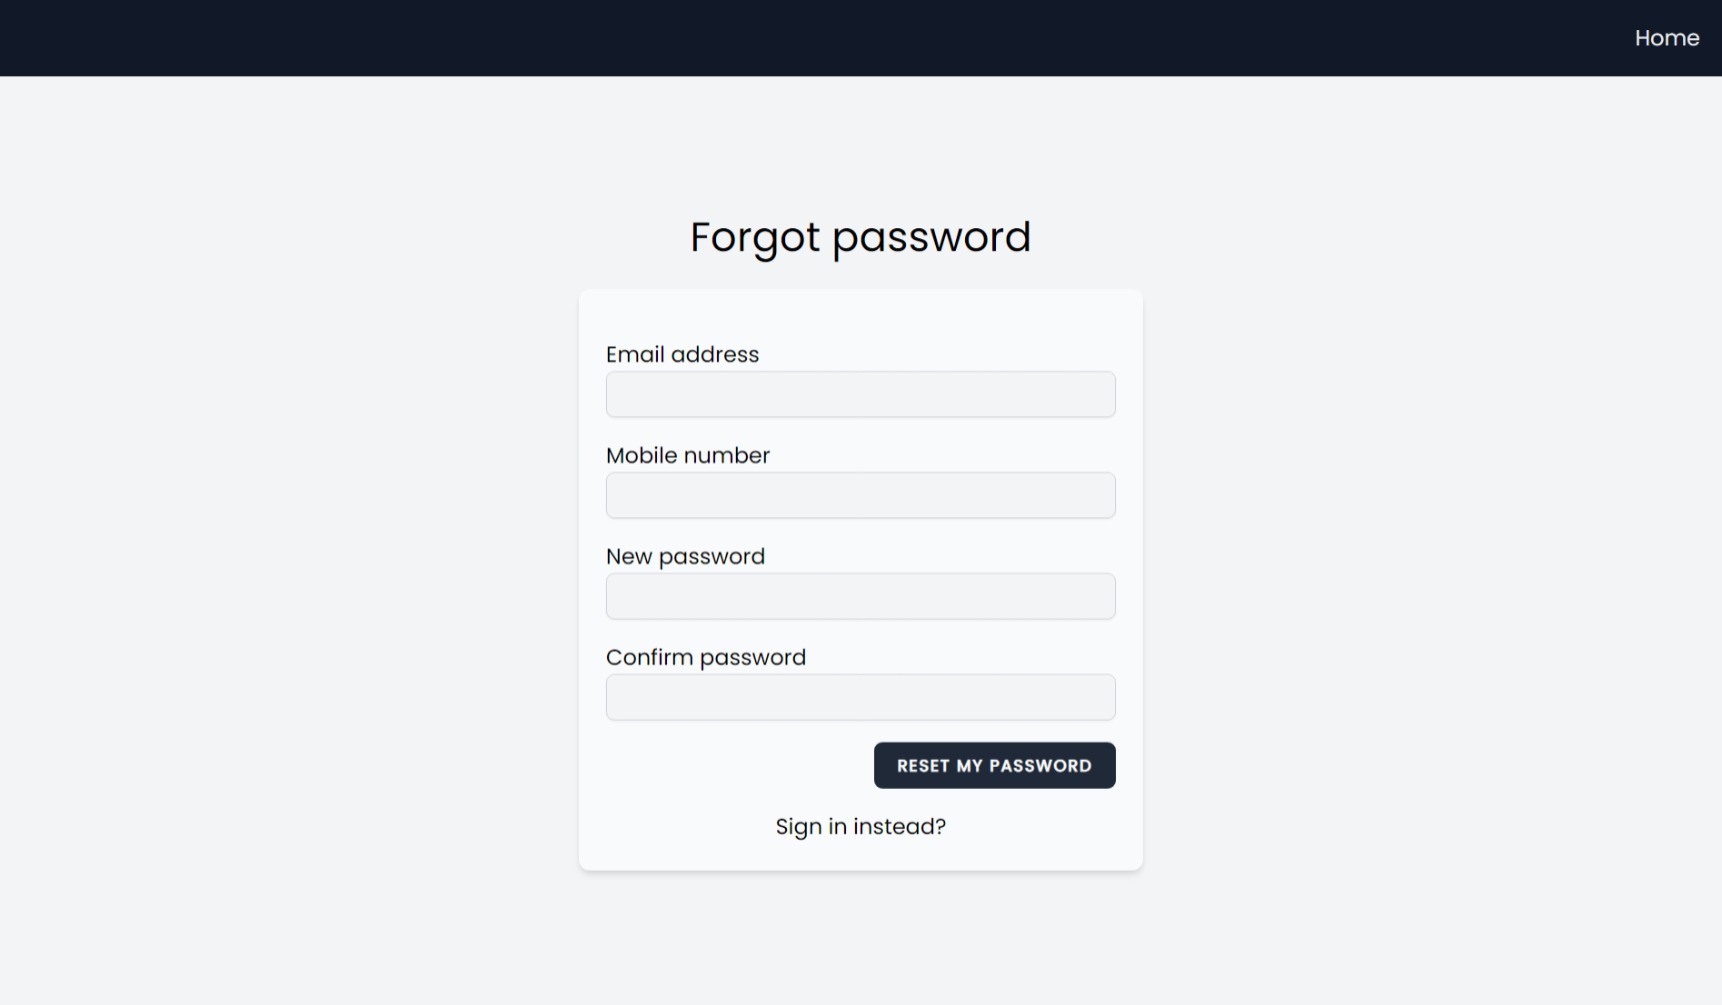 Home
Forgot password
Email address
Mobile number
New password
Confirm password
RESET MY PASSWORD
Sign in instead?